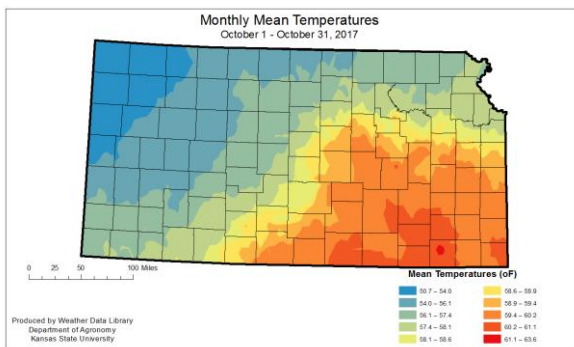 Monthly Mean Temperatures
October 1 - October 31, 2017
0 25 50 100 Miles
Mean Temperatures (oF)
50.7 – 54.0
54.0 – 56.1
56.1 – 57.4
57.4 – 58.1
58.1 – 58.6
58.6 – 58.9
58.9 – 59.4
59.4 – 60.2
60.2 – 61.1
61.1 – 63.6
Produced by Weather Data Library
Department of Agronomy
Kansas State University